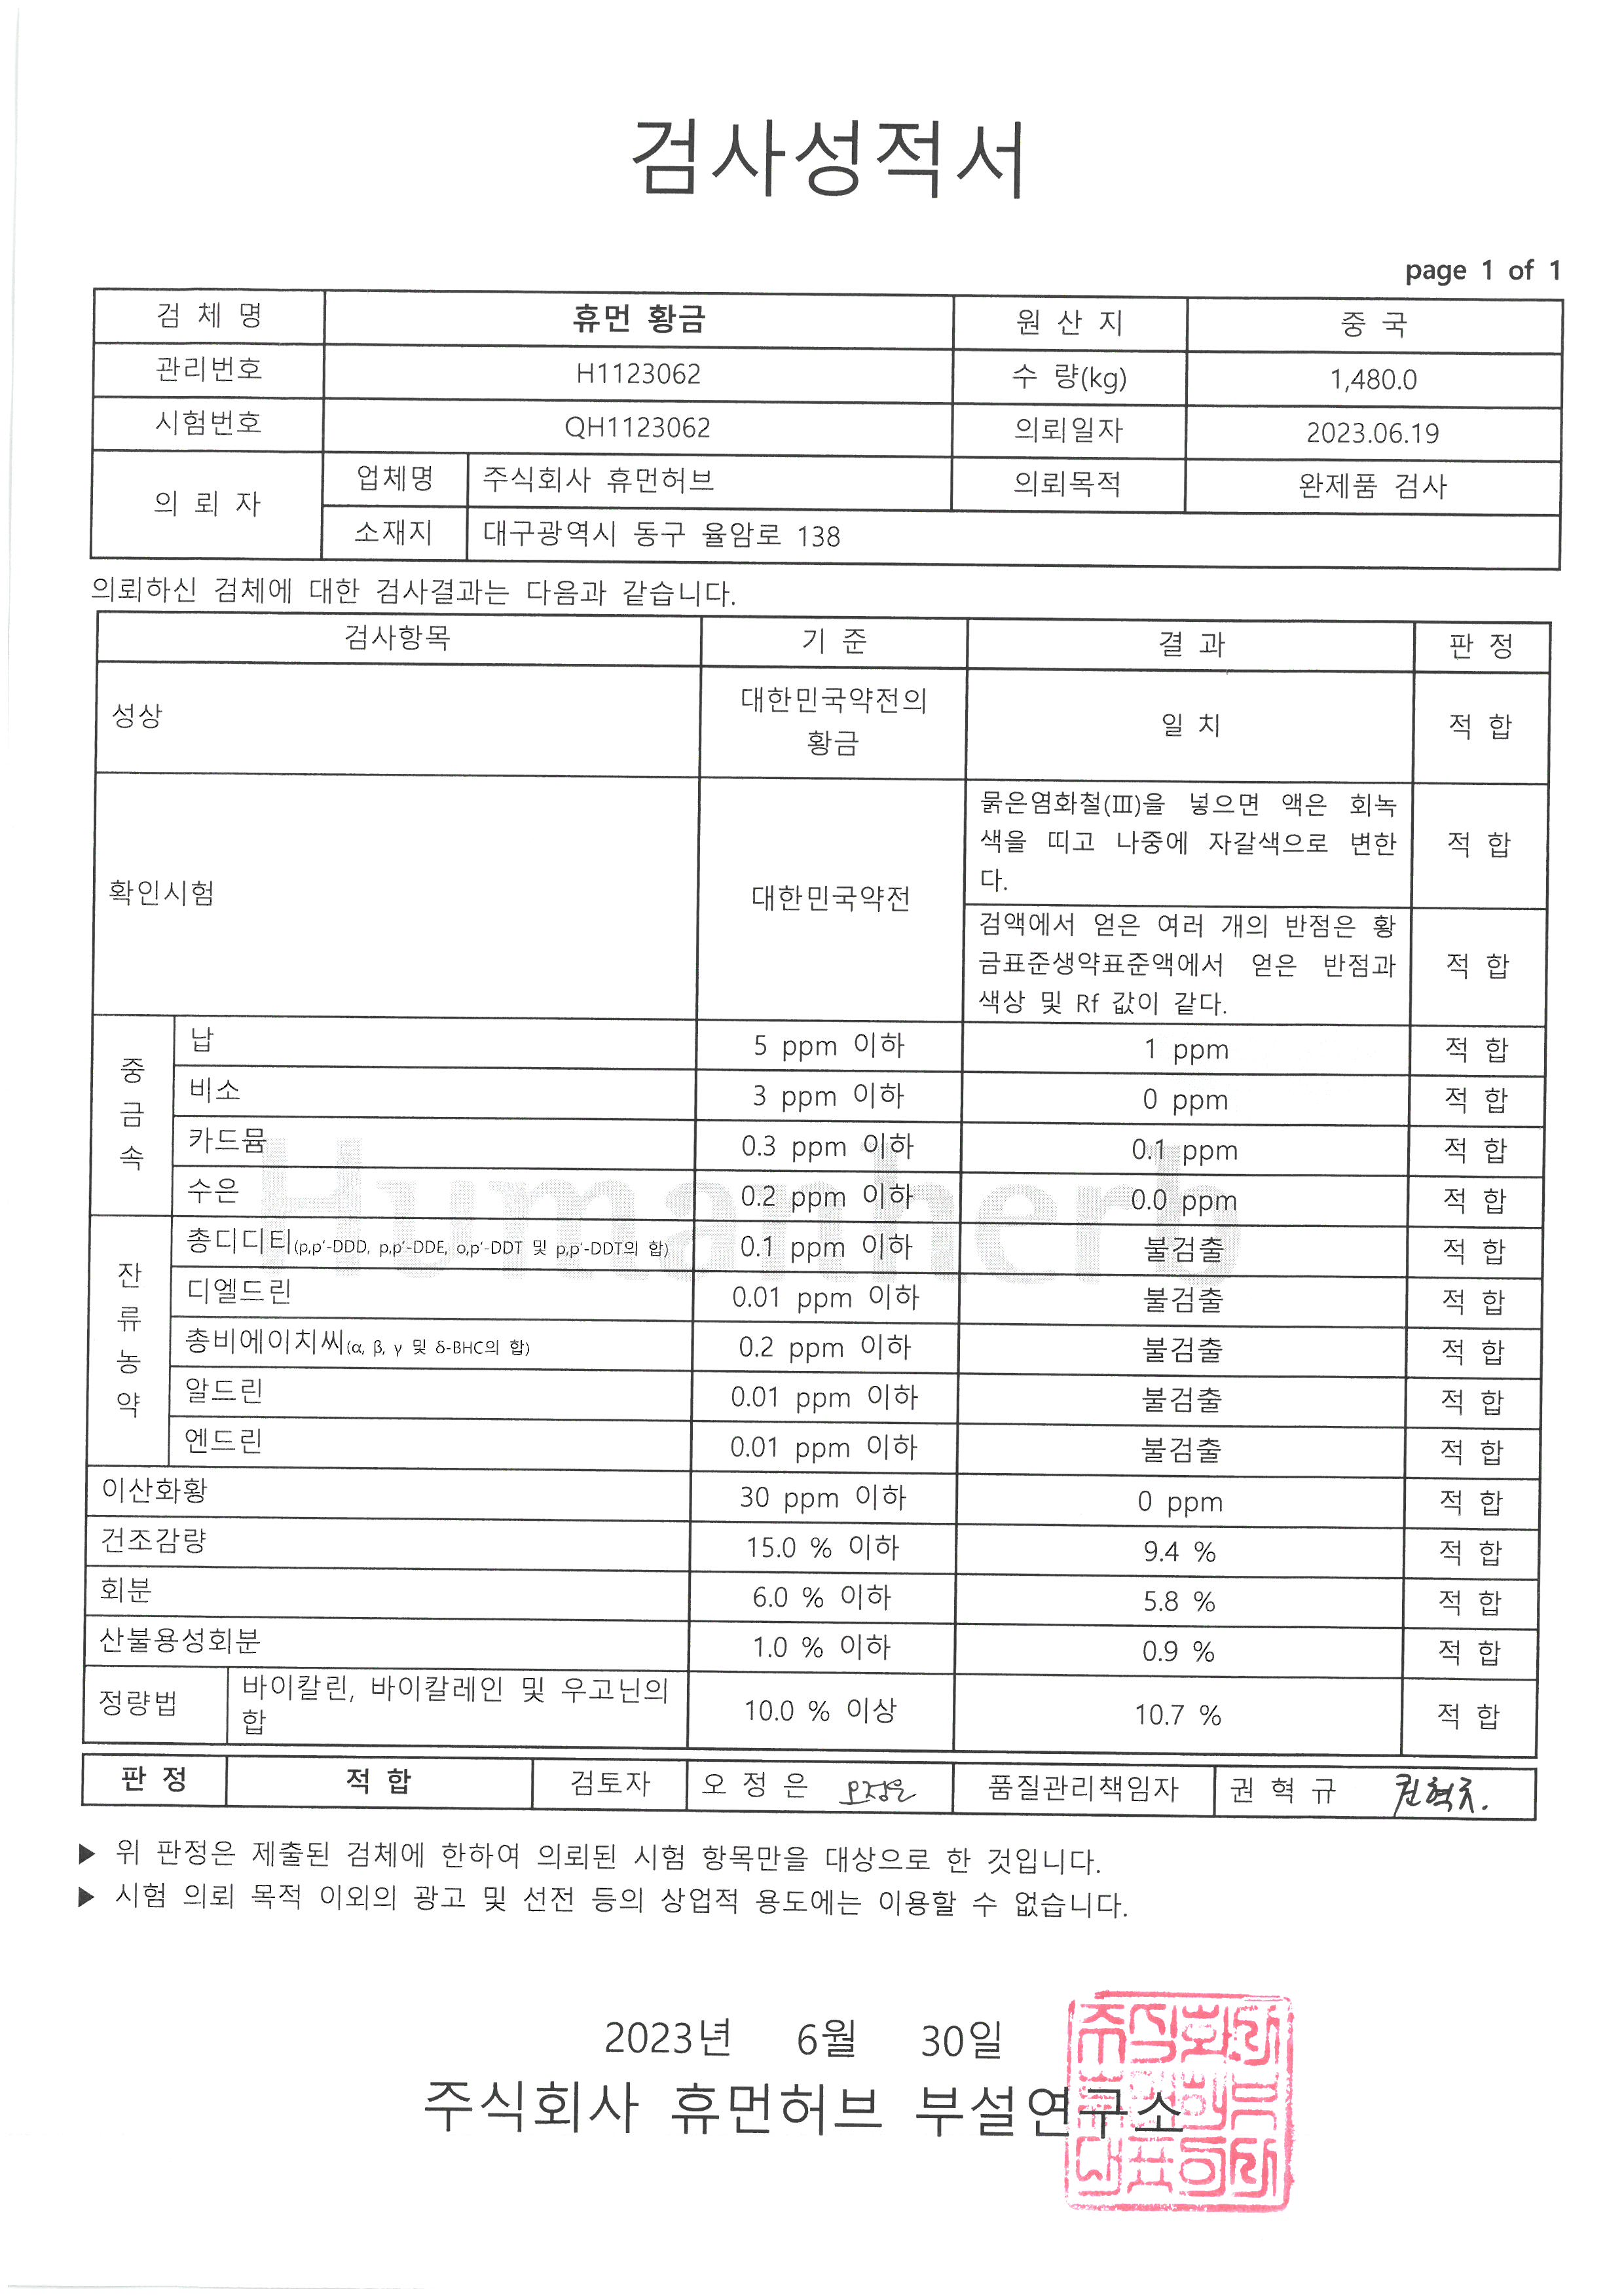 검사성적서
page 1 of 1
검 체 명 휴먼 황금 원 산 지 중 국
관리번호 H1123062 수 량(kg) 1,480.0
시험번호 QH1123062 의뢰일자 2023.06.19
의 뢰 자 업체명 주식회사 휴먼허브 의뢰목적 완제품 검사
소재지 대구광역시 동구 율암로 138
의뢰하신 검체에 대한 검사결과는 다음과 같습니다.
검사항목 기 준 결 과 판 정
성상 대한민국약전의 황금 일 치 적 합
확인시험 대한민국약전
묽은염화철(Ⅲ)을 넣으면 액은 회녹
색을 띠고 나중에 자갈색으로 변한
다.
적 합
검액에서 얻은 여러 개의 반점은 황
금표준생약표준액에서 얻은 반점과
색상 및 Rf 값이 같다.
적 합
중금속
납 5 ppm 이하 1 ppm 적 합
비소 3 ppm 이하 0 ppm 적 합
카드뮴 0.3 ppm 이하 0.1 ppm 적 합
수은 0.2 ppm 이하 0.0 ppm 적 합
Humanherb
잔류농약
총디디티(p,p'-DDD, p,p'-DDE, o,p'-DDT 및 p,p'-DDT의 합) 0.1 ppm 이하 불검출 적 합
디엘드린 0.01 ppm 이하 불검출 적 합
총비에이치씨(α, β, γ 및 δ-BHC의 합) 0.2 ppm 이하 불검출 적 합
알드린 0.01 ppm 이하 불검출 적 합
엔드린 0.01 ppm 이하 불검출 적 합
이산화황 30 ppm 이하 0 ppm 적 합
건조감량 15.0 % 이하 9.4 % 적 합
회분 6.0 % 이하 5.8 % 적 합
산불용성회분 1.0 % 이하 0.9 % 적 합
정량법 바이칼린, 바이칼레인 및 우고닌의
합 10.0 % 이상 10.7 % 적 합
판 정 적 합 검토자 오 정 은 오정은 품질관리책임자 권 혁 규 권혁규.
▶ 위 판정은 제출된 검체에 한하여 의뢰된 시험 항목만을 대상으로 한 것입니다.
▶ 시험 의뢰 목적 이외의 광고 및 선전 등의 상업적 용도에는 이용할 수 없습니다.
2023년 6월 30일
주식회사 휴먼허브 부설연구소